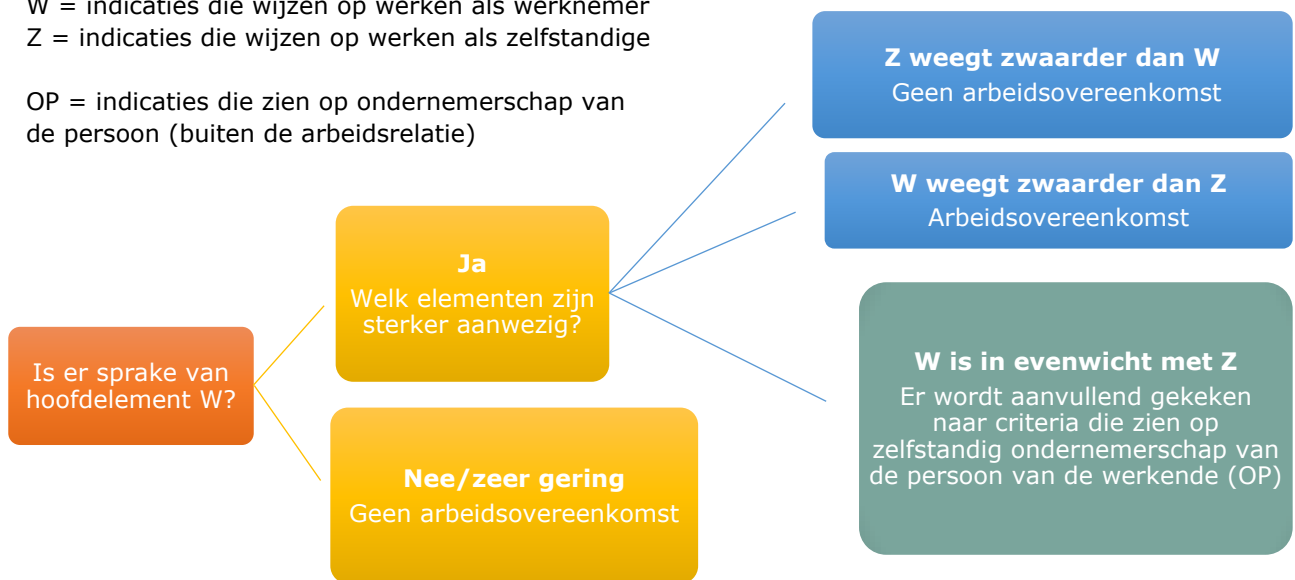 W = indicaties die wijzen op werken als werknemer
Z = indicaties die wijzen op werken als zelfstandige
OP = indicaties die zien op ondernemerschap van
de persoon (buiten de arbeidsrelatie)
Is er sprake van
hoofdelement W?
Ja
Welk elementen zijn
sterker aanwezig?
Nee/zeer gering
Geen arbeidsovereenkomst
Z weegt zwaarder dan W
Geen arbeidsovereenkomst
W weegt zwaarder dan Z
Arbeidsovereenkomst
W is in evenwicht met Z
Er wordt aanvullend gekeken
naar criteria die zien op
zelfstandig ondernemerschap van
de persoon van de werkende (OP)